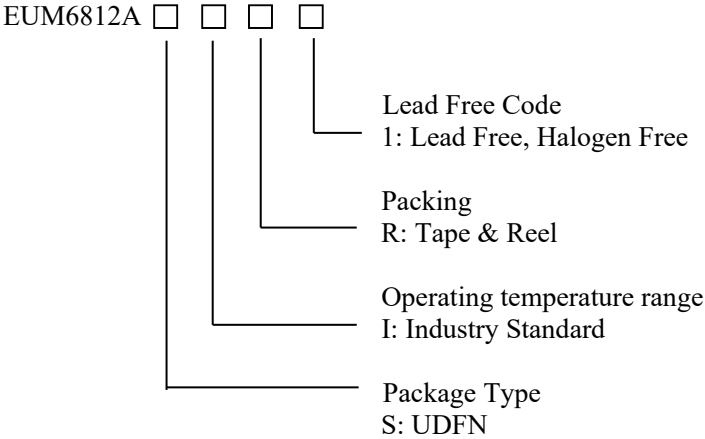 EUM6812A □ □ □ □
Lead Free Code
1: Lead Free, Halogen Free
Packing
R: Tape & Reel
Operating temperature range
I: Industry Standard
Package Type
S: UDFN